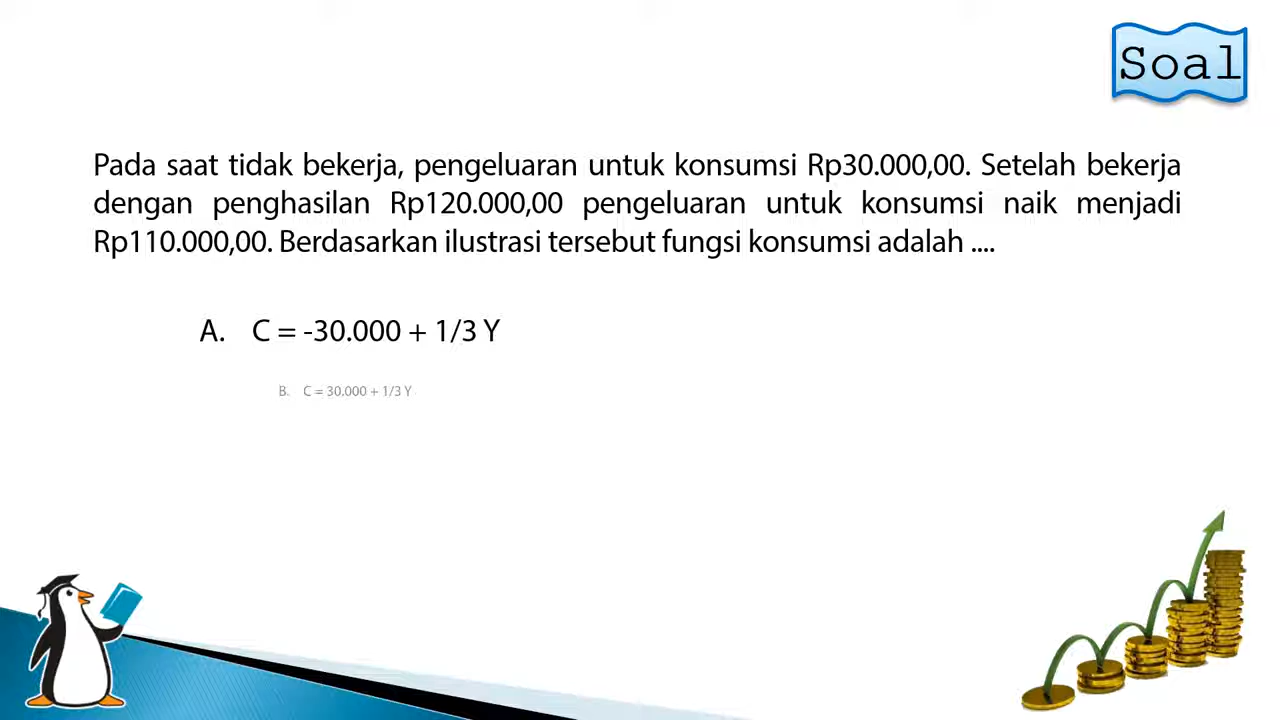 Soal
Pada saat tidak bekerja, pengeluaran untuk konsumsi Rp30.000,00. Setelah bekerja
dengan penghasilan Rp120.000,00 pengeluaran untuk konsumsi naik menjadi
Rp110.000,00. Berdasarkan ilustrasi tersebut fungsi konsumsi adalah ....
A. C = -30.000 + 1/3 Y
B. C = 30.000 + 1/3 Y